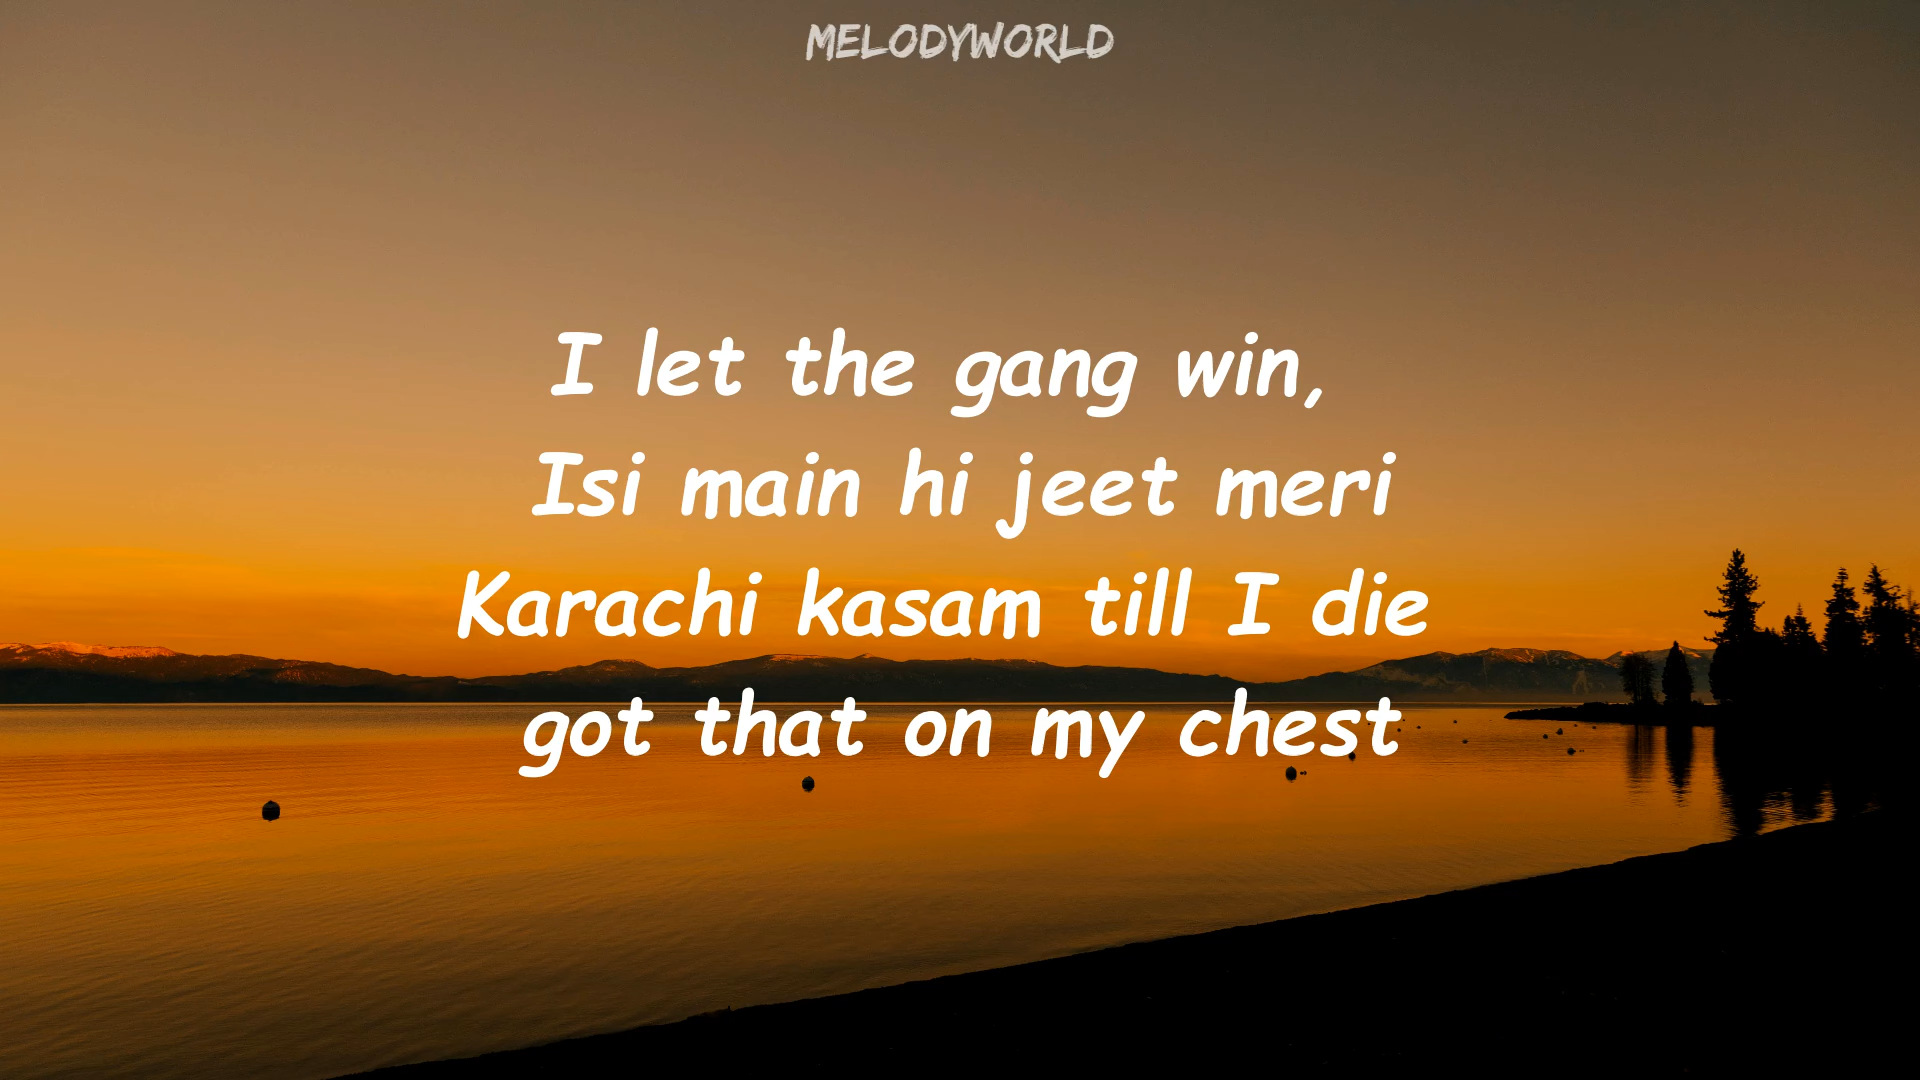 MELODYWORLD
I let the gang win,
Isi main hi jeet meri
Karachi kasam till I die
got that on my chest